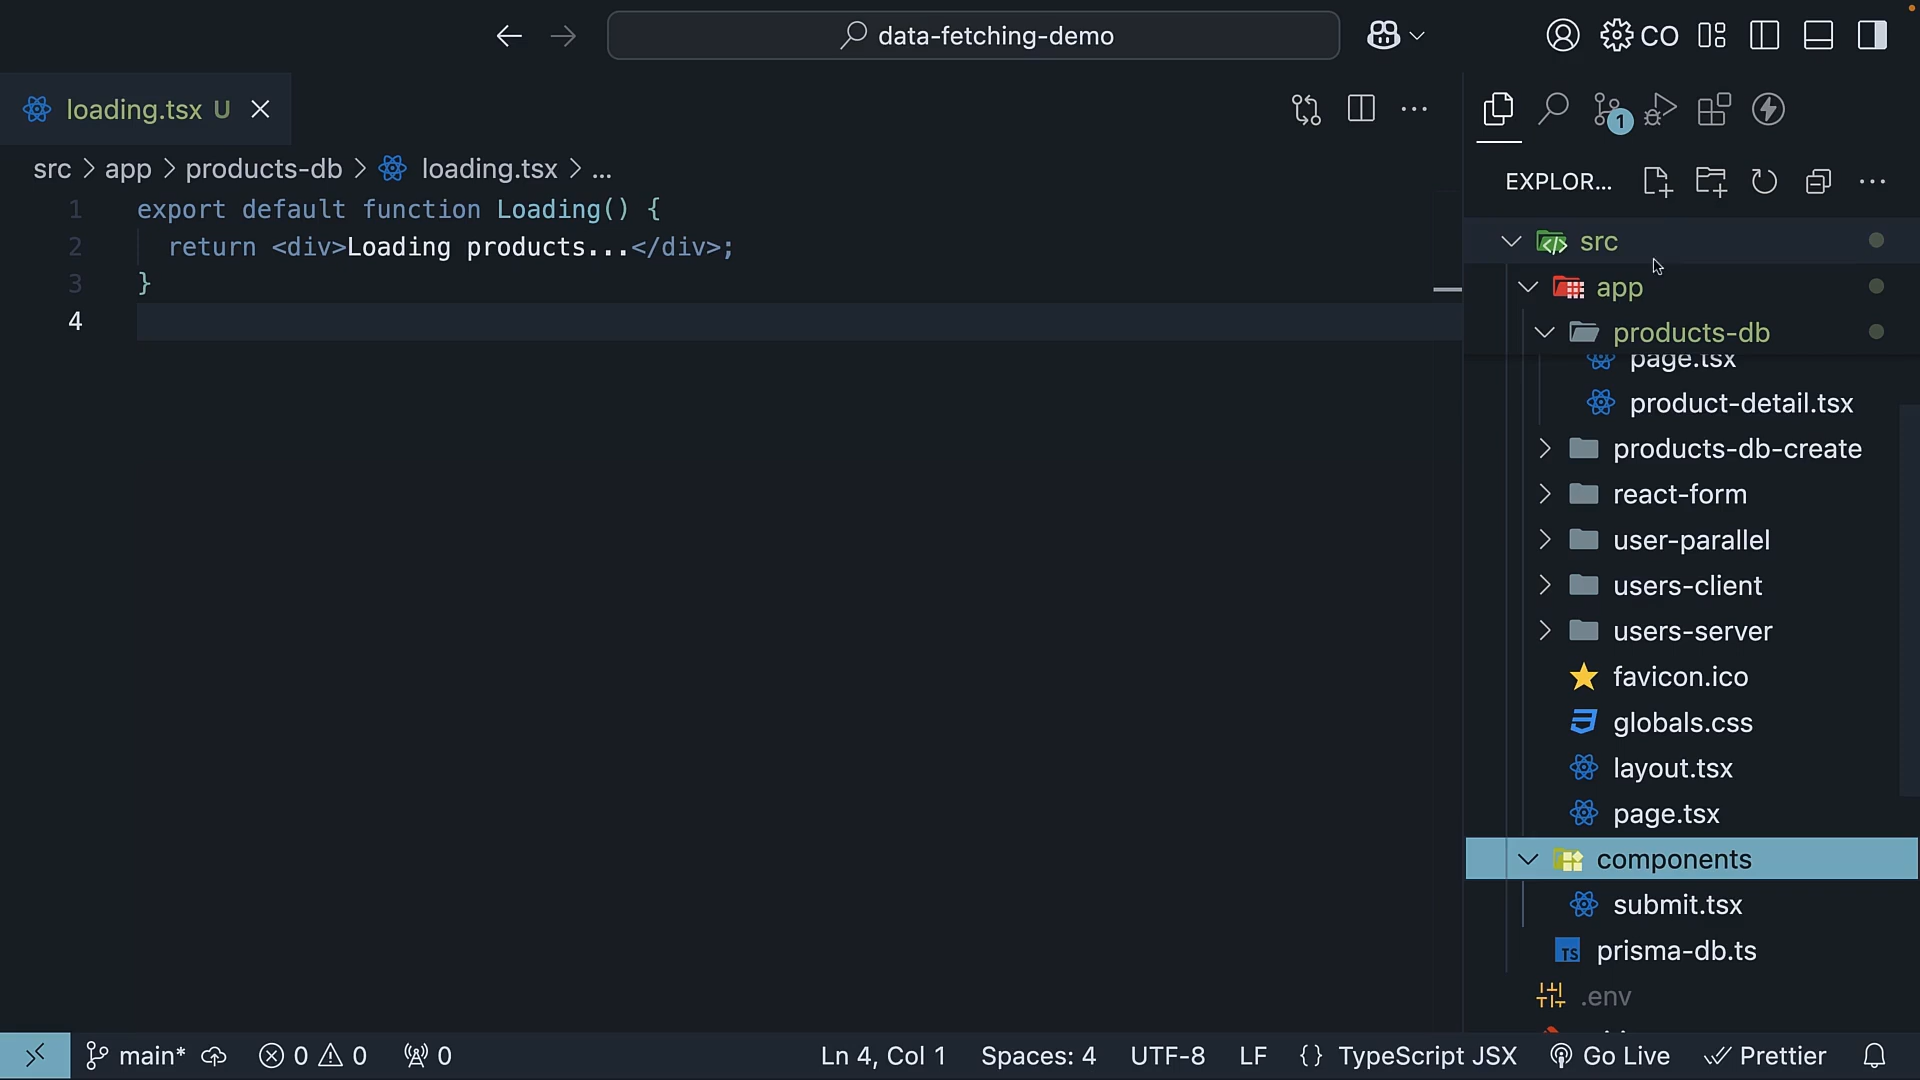 data-fetching-demo
CO
loading.tsx U
1
EXPLOR...
src > app > products-db > loading.tsx > ...
1 export default function Loading() {
2 return <div>Loading products...</div>;
3 }
4
src
app
products-db
page.tsx
product-detail.tsx
products-db-create
react-form
user-parallel
users-client
users-server
favicon.ico
globals.css
layout.tsx
page.tsx
components
submit.tsx
TS prisma-db.ts
.env
main* 0 0 0 Ln 4, Col 1 Spaces: 4 UTF-8 LF {} TypeScript JSX Go Live Prettier